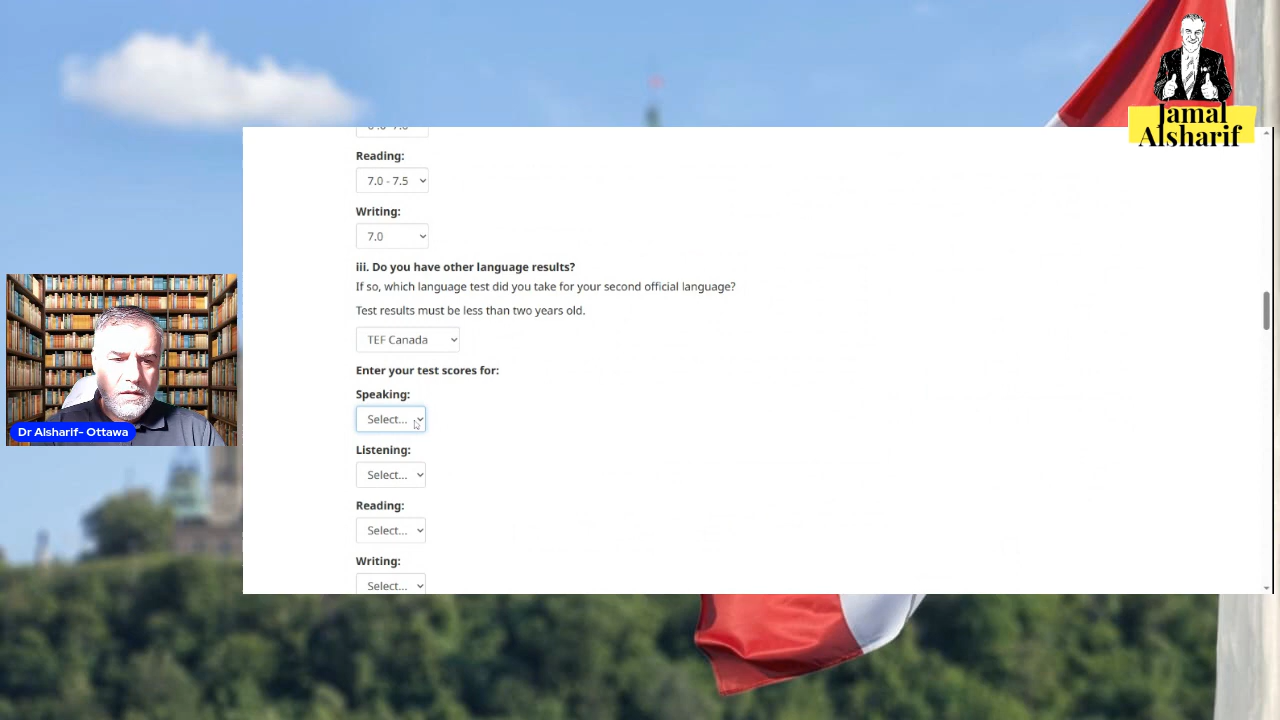 Jamal
Alsharif
Reading:
7.0 - 7.5
Writing:
7.0
iii. Do you have other language results?
If so, which language test did you take for your second official language?
Test results must be less than two years old.
TEF Canada
Enter your test scores for:
Speaking:
Select...
Listening:
Select...
Reading:
Select...
Writing:
Select...
Dr Alsharif- Ottawa